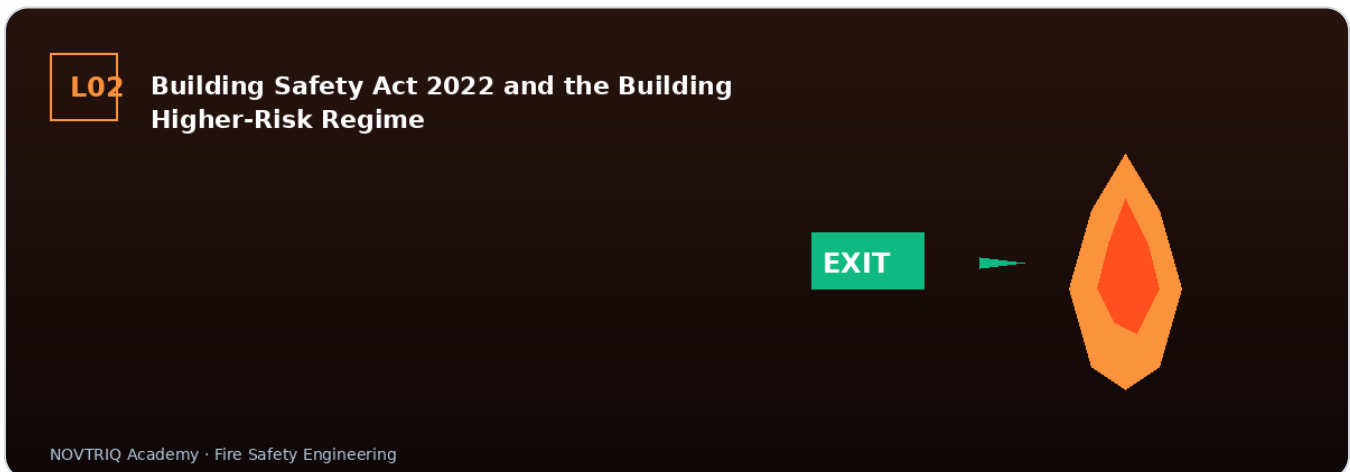 L02
Building Safety Act 2022 and the Building
Higher-Risk Regime
EXIT
NOVTRIQ Academy · Fire Safety Engineering